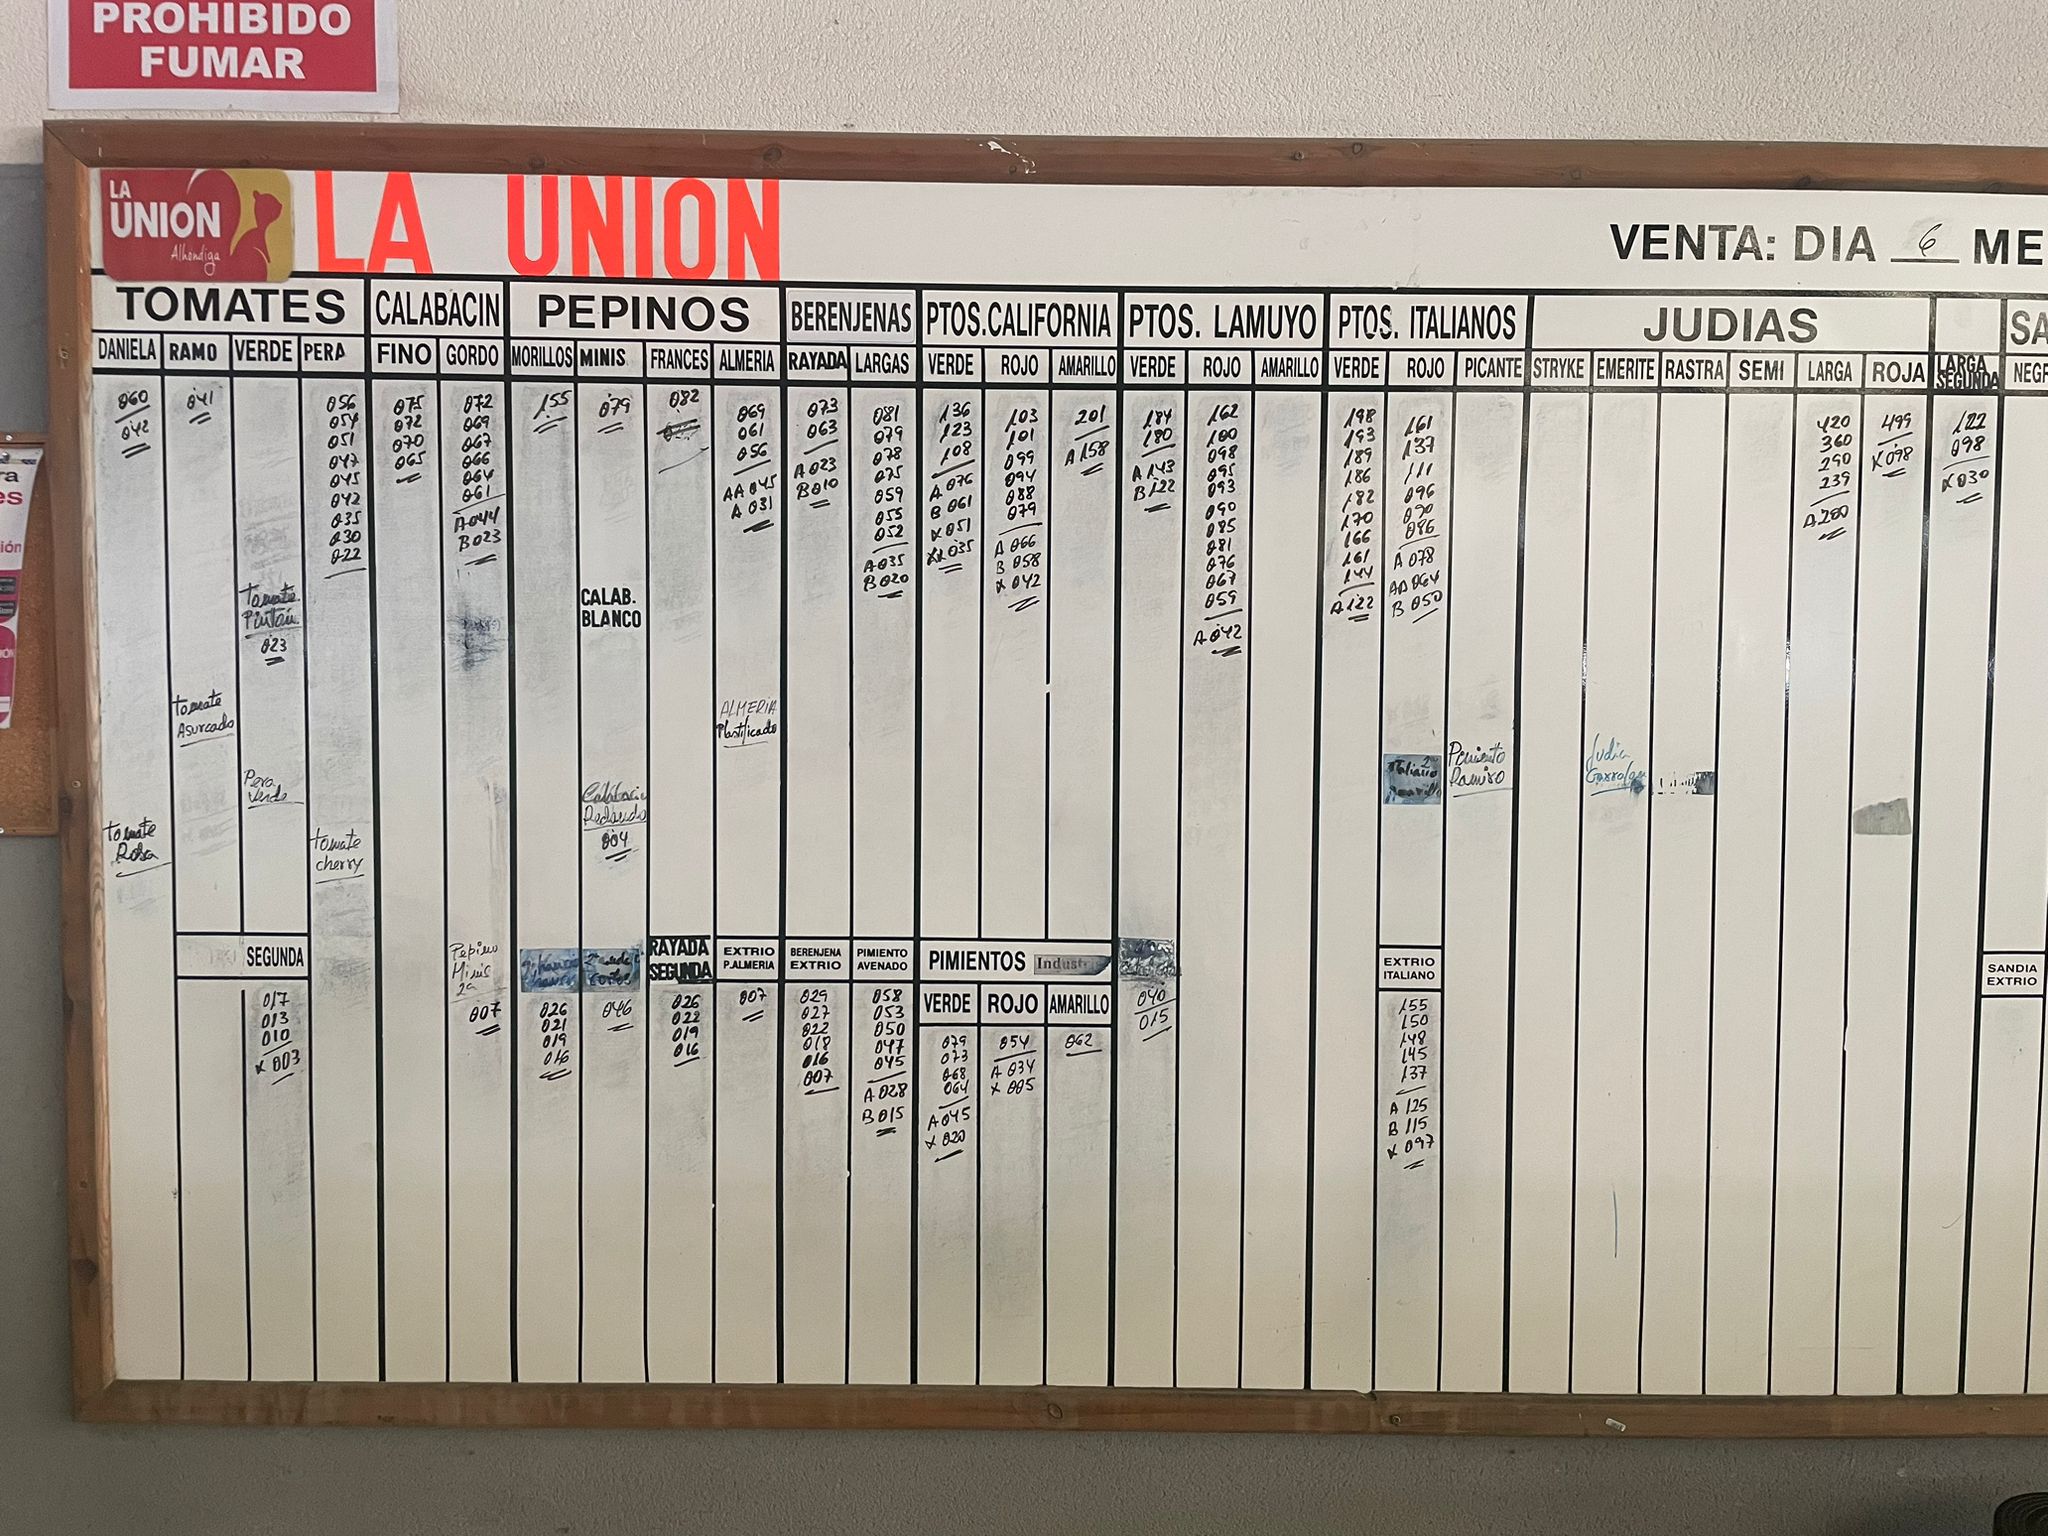 PROHIBIDO
FUMAR
LA
UNION
Alhóndiga
LA UNION
VENTA: DIA 6 ME
TOMATES
DANIELA
060
042
tomate
Rosa
RAMO
041
tomate
Asurcado
VERDE
tomate
Pintón
023
Pera
Verde
SEGUNDA
017
013
010
x 003
PERA
056
054
051
047
045
042
035
030
022
tomate
cherry
CALABACIN
FINO
075
072
070
065
GORDO
072
069
067
066
064
061
A 044
B 023
Pepino
Minis
2ª
007
PEPINOS
MORILLOS
155
026
021
019
016
MINIS
079
CALAB.
BLANCO
Calabacin
Redondo
004
046
FRANCES
082
RAYADA
SEGUNDA
026
022
019
016
ALMERIA
069
061
056
AA 045
A 031
ALMERIA
Plastificado
EXTRIO
P.ALMERIA
007
BERENJENAS
RAYADA
073
063
A 023
B 010
BERENJENA
EXTRIO
029
027
022
018
016
007
LARGAS
081
079
078
075
059
055
052
A 035
B 020
PIMIENTO
AVENADO
058
053
050
047
045
A 028
B 015
PTOS.CALIFORNIA
VERDE
136
123
108
A 076
B 061
x 051
xx 035
ROJO
103
101
099
094
088
079
A 066
B 058
x 042
AMARILLO
201
A 158
PIMIENTOS
VERDE
079
073
068
064
A 045
x 020
ROJO
054
A 034
x 005
AMARILLO
062
PTOS. LAMUYO
VERDE
184
180
A 143
B 122
040
015
ROJO
162
100
098
095
093
090
085
081
076
067
059
A 042
AMARILLO
PTOS. ITALIANOS
VERDE
198
193
189
186
182
170
166
161
144
A 122
ROJO
161
137
111
096
090
086
A 078
AA 064
B 050
Italiano
Amarillo
EXTRIO
ITALIANO
155
150
148
145
137
A 125
B 115
x 097
PICANTE
Pimiento
Ramiro
JUDIAS
STRYKE
EMERITE
Judia
RASTRA
SEMI
LARGA
420
360
290
239
A 200
ROJA
499
x 098
LARGA
SEGUNDA
122
098
x 030
SA
NEGR
SANDIA
EXTRIO